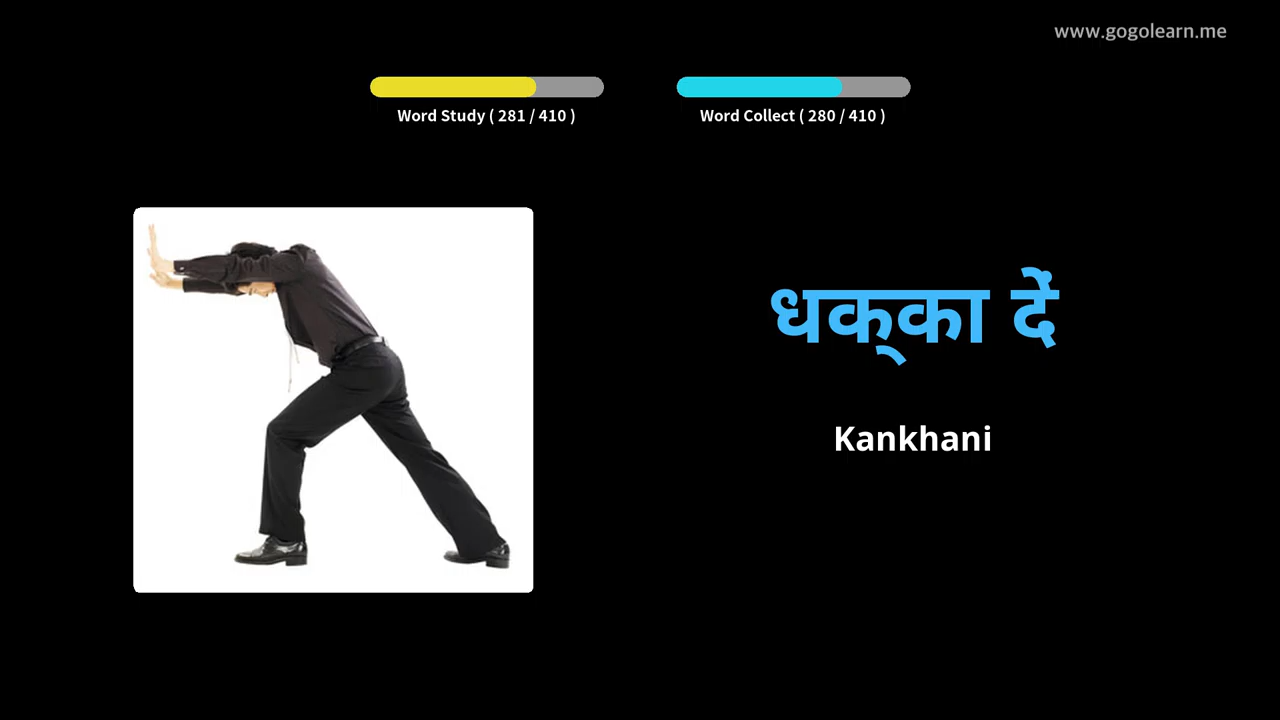 www.gogolearn.me
Word Study ( 281 / 410 )
Word Collect ( 280 / 410 )
धक्‌का दें
Kankhani